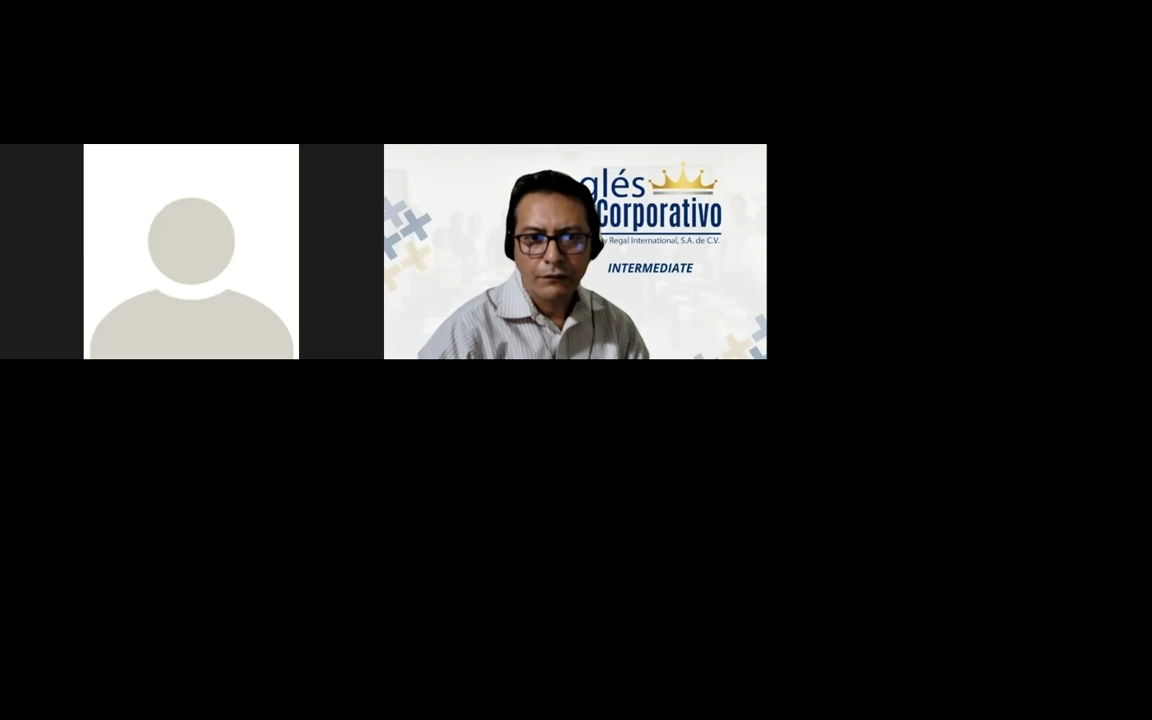 glés
Corporativo
y Regal International, S.A. de C.V.
INTERMEDIATE